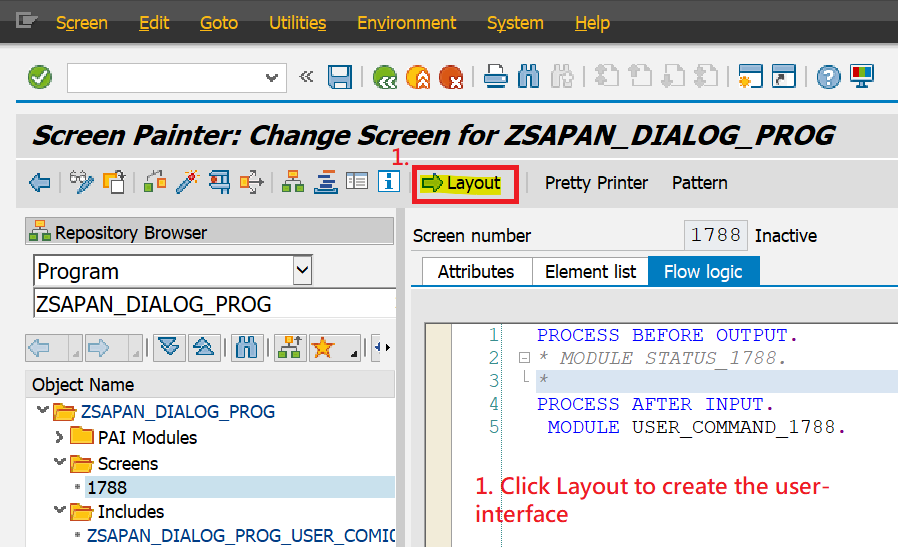 Screen Edit Goto Utilities Environment System Help
Screen Painter: Change Screen for ZSAPAN_DIALOG_PROG
1.
Layout Pretty Printer Pattern
Repository Browser
Screen number 1788 Inactive
Program
Attributes Element list Flow logic
ZSAPAN_DIALOG_PROG
1 PROCESS BEFORE OUTPUT.
2 * MODULE STATUS_1788.
3 *
4 PROCESS AFTER INPUT.
5 MODULE USER_COMMAND_1788.
Object Name
ZSAPAN_DIALOG_PROG
PAI Modules
Screens
1788
Includes
ZSAPAN_DIALOG_PROG_USER_COMI0
1. Click Layout to create the user-
interface